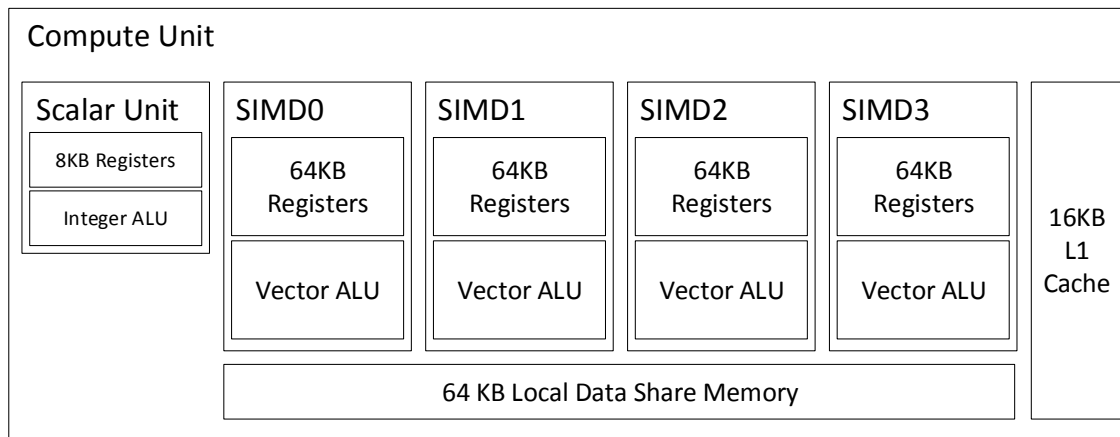 Compute Unit
Scalar Unit
8KB Registers
Integer ALU
SIMD0
64KB
Registers
Vector ALU
SIMD1
64KB
Registers
Vector ALU
SIMD2
64KB
Registers
Vector ALU
SIMD3
64KB
Registers
Vector ALU
16KB
L1
Cache
64 KB Local Data Share Memory